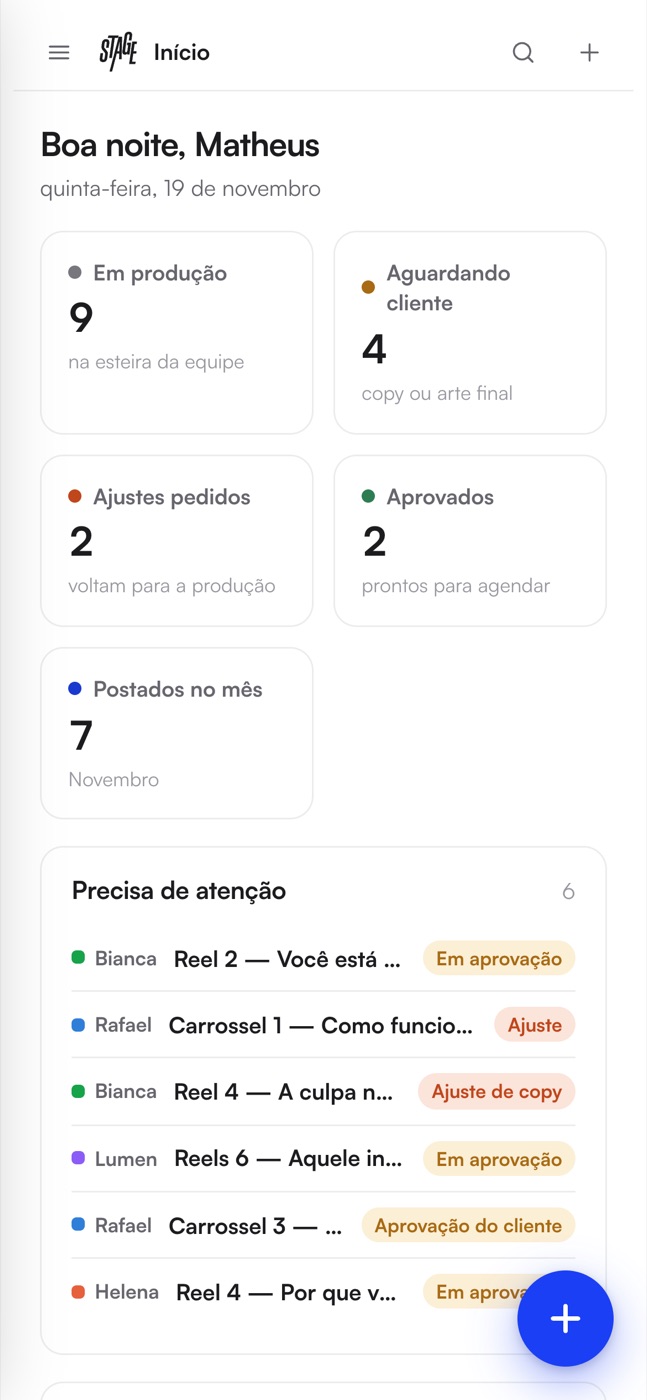 STAGE Início
Boa noite, Matheus
quinta-feira, 19 de novembro
Em produção
9
na esteira da equipe
Aguardando
cliente
4
copy ou arte final
Ajustes pedidos
2
voltam para a produção
Aprovados
2
prontos para agendar
Postados no mês
7
Novembro
Precisa de atenção 6
Bianca Reel 2 — Você está ... Em aprovação
Rafael Carrossel 1 — Como funcio... Ajuste
Bianca Reel 4 — A culpa n... Ajuste de copy
Lumen Reels 6 — Aquele in... Em aprovação
Rafael Carrossel 3 — ... Aprovação do cliente
Helena Reel 4 — Por que v... Em